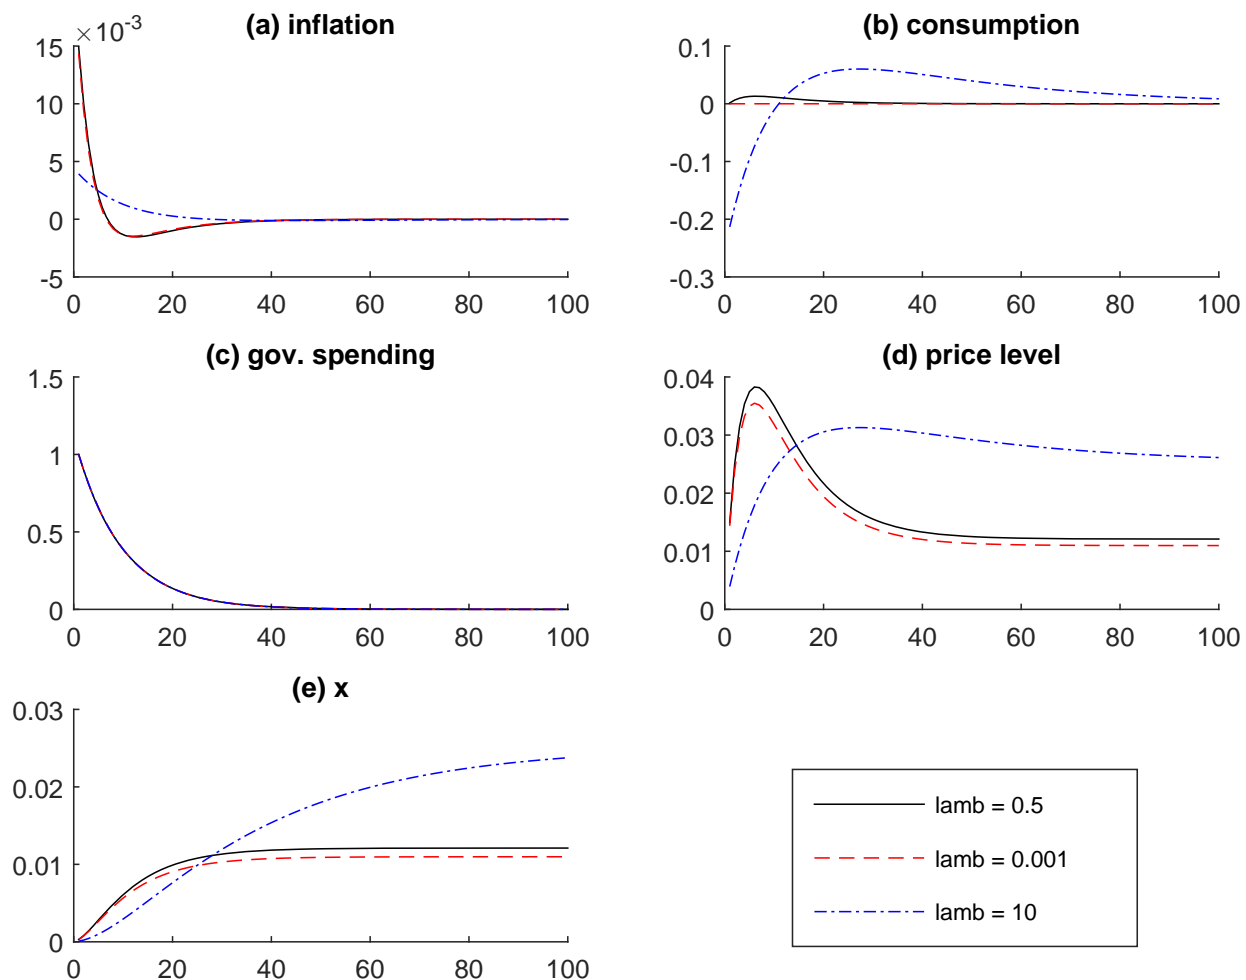 (a) inflation
×10-3
15
10
5
0
-5
0 20 40 60 80 100
(b) consumption
0.1
0
-0.1
-0.2
-0.3
0 20 40 60 80 100
(c) gov. spending
1.5
1
0.5
0
0 20 40 60 80 100
(d) price level
0.04
0.03
0.02
0.01
0
0 20 40 60 80 100
(e) x
0.03
0.02
0.01
0
0 20 40 60 80 100
lamb = 0.5
lamb = 0.001
lamb = 10